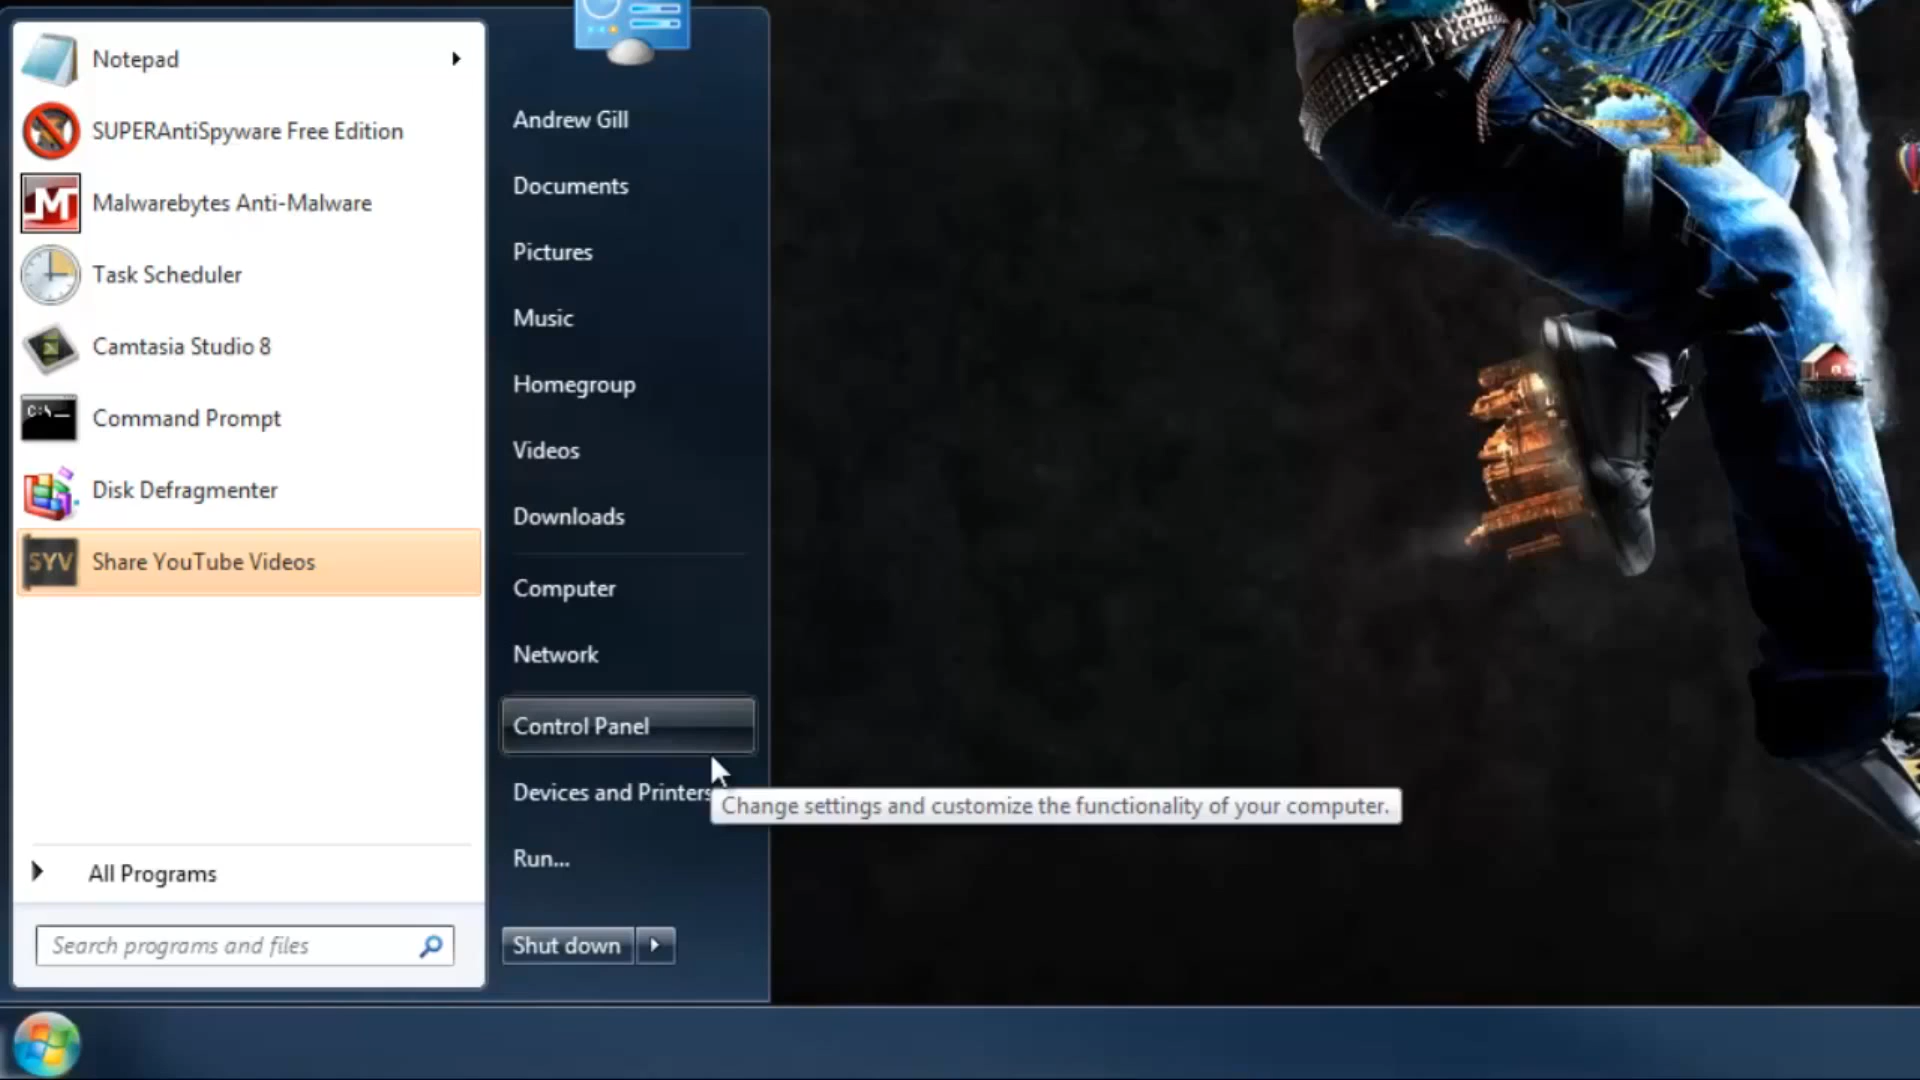 Notepad
SUPERAntiSpyware Free Edition
Malwarebytes Anti-Malware
Task Scheduler
Camtasia Studio 8
C:\_
Command Prompt
Disk Defragmenter
SYV
Share YouTube Videos
All Programs
Search programs and files
Andrew Gill
Documents
Pictures
Music
Homegroup
Videos
Downloads
Computer
Network
Control Panel
Devices and Printers
Change settings and customize the functionality of your computer.
Run...
Shut down